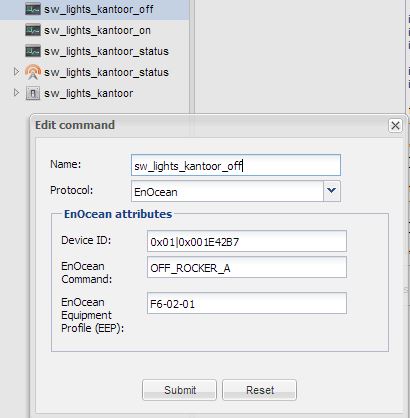 sw_lights_kantoor_off
sw_lights_kantoor_on
sw_lights_kantoor_status
sw_lights_kantoor_status
sw_lights_kantoor
Edit command
Name: sw_lights_kantoor_off
Protocol: EnOcean
EnOcean attributes
Device ID: 0x01|0x001E42B7
EnOcean
Command: OFF_ROCKER_A
EnOcean
Equipment
Profile (EEP): F6-02-01
Submit Reset